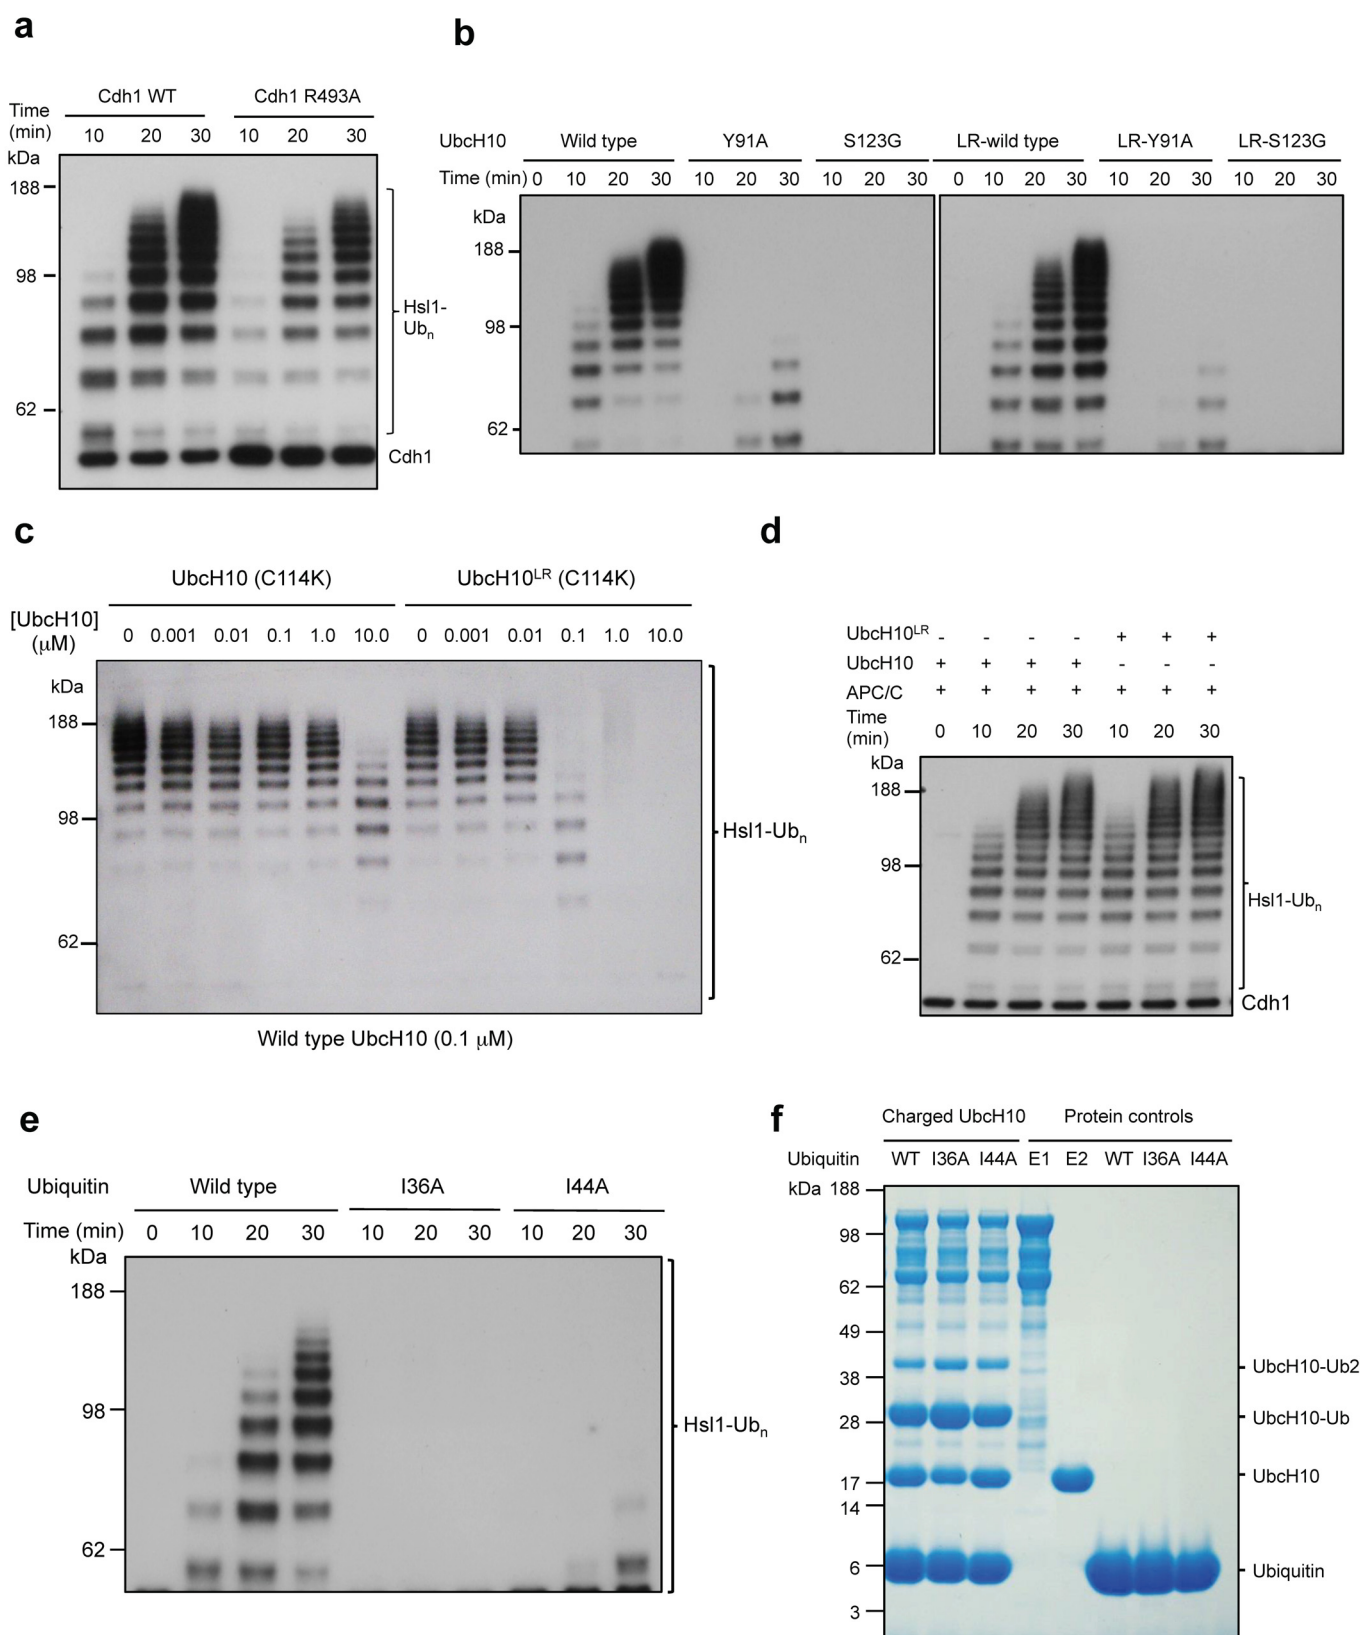 a
Cdh1 WT Cdh1 R493A
Time
(min) 10 20 30 10 20 30
kDa
188
98
62
Hsl1-
Ubn
Cdh1
b
UbcH10 Wild type Y91A S123G LR-wild type LR-Y91A LR-S123G
Time (min) 0 10 20 30 10 20 30 10 20 30 0 10 20 30 10 20 30 10 20 30
kDa
188
98
62
c
UbcH10 (C114K) UbcH10LR (C114K)
[UbcH10]
(μM) 0 0.001 0.01 0.1 1.0 10.0 0 0.001 0.01 0.1 1.0 10.0
kDa
188
98
62
Hsl1-Ubn
Wild type UbcH10 (0.1 μM)
d
UbcH10LR - - - - + + +
UbcH10 + + + + - - -
APC/C + + + + + + +
Time
(min) 0 10 20 30 10 20 30
kDa
188
98
62
Hsl1-Ubn
Cdh1
e
Ubiquitin Wild type I36A I44A
Time (min) 0 10 20 30 10 20 30 10 20 30
kDa
188
98
62
Hsl1-Ubn
f
Charged UbcH10 Protein controls
Ubiquitin WT I36A I44A E1 E2 WT I36A I44A
kDa 188
98
62
49
38
28
17
14
6
3
UbcH10-Ub2
UbcH10-Ub
UbcH10
Ubiquitin